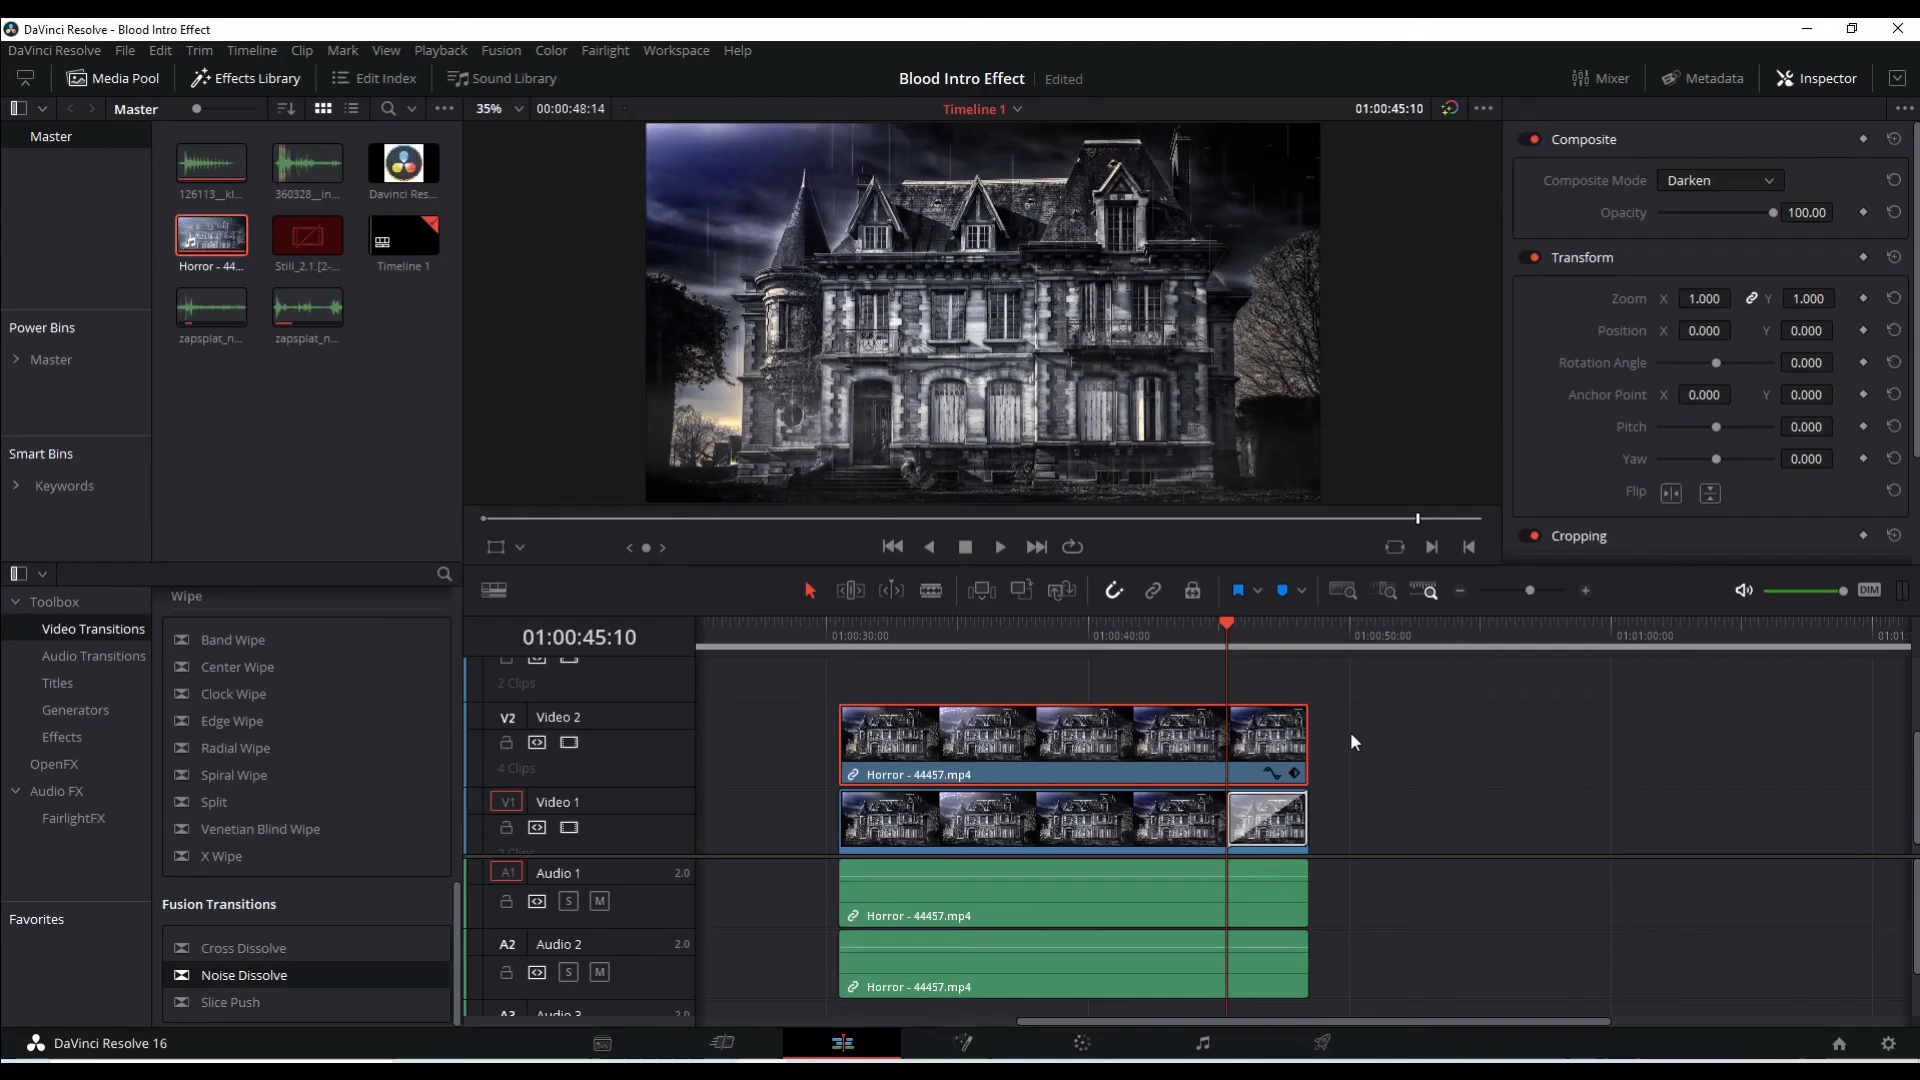 DaVinci Resolve - Blood Intro Effect
DaVinci Resolve File Edit Trim Timeline Clip Mark View Playback Fusion Color Fairlight Workspace Help
Media Pool Effects Library Edit Index Sound Library Blood Intro Effect Edited Mixer Metadata Inspector
Master 35% 00:00:48:14 Timeline 1 01:00:45:10
Master
Power Bins
Master
Smart Bins
Keywords
126113__kl... 360328__in... Davinci Res...
Horror - 44... Still_2.1.[2-... Timeline 1
zapsplat_n... zapsplat_n...
Composite
Composite Mode Darken
Opacity 100.00
Transform
Zoom X 1.000 Y 1.000
Position X 0.000 Y 0.000
Rotation Angle 0.000
Anchor Point X 0.000 Y 0.000
Pitch 0.000
Yaw 0.000
Flip
Cropping
Toolbox
Video Transitions
Audio Transitions
Titles
Generators
Effects
OpenFX
Audio FX
FairlightFX
Favorites
Wipe
Band Wipe
Center Wipe
Clock Wipe
Edge Wipe
Radial Wipe
Spiral Wipe
Split
Venetian Blind Wipe
X Wipe
Fusion Transitions
Cross Dissolve
Noise Dissolve
Slice Push
DIM
01:00:45:10 01:00:30:00 01:00:40:00 01:00:50:00 01:01:00:00
2 Clips
V2 Video 2
4 Clips
Horror - 44457.mp4
V1 Video 1
A1 Audio 1 2.0
S M
Horror - 44457.mp4
A2 Audio 2 2.0
S M
Horror - 44457.mp4
DaVinci Resolve 16